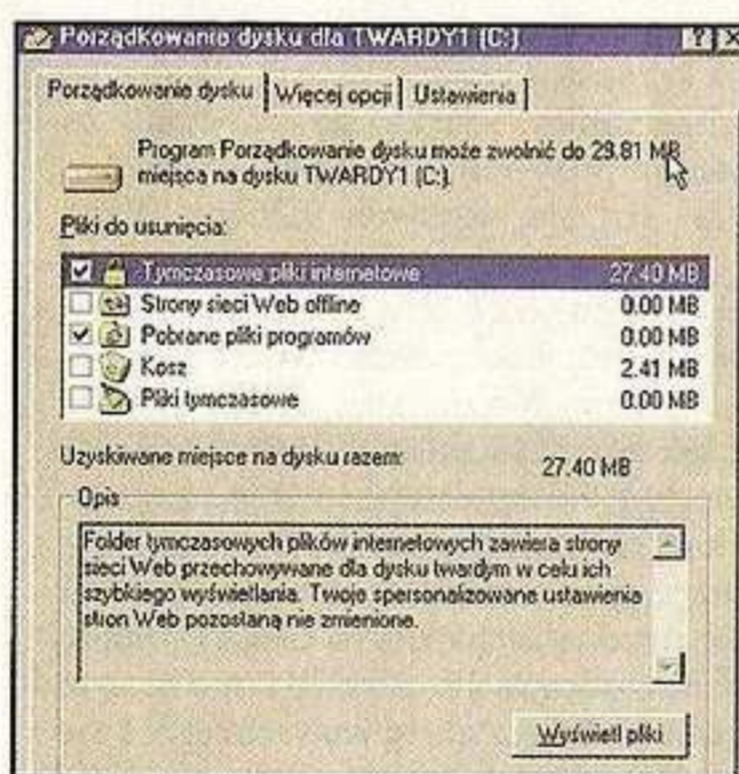 Porządkowanie dysku dla TWARDY1 (C:)
Porządkowanie dysku Więcej opcji Ustawienia
Program Porządkowanie dysku może zwolnić do 29.81 MB
miejsca na dysku TWARDY1 (C:).
Pliki do usunięcia:
Tymczasowe pliki internetowe 27.40 MB
Strony sieci Web offline 0.00 MB
Pobrane pliki programów 0.00 MB
Kosz 2.41 MB
Pliki tymczasowe 0.00 MB
Uzyskiwane miejsce na dysku razem: 27.40 MB
Opis
Folder tymczasowych plików internetowych zawiera strony
sieci Web przechowywane dla dysku twardym w celu ich
szybkiego wyświetlania. Twoje spersonalizowane ustawienia
stron Web pozostaną nie zmienione.
Wyświetl pliki